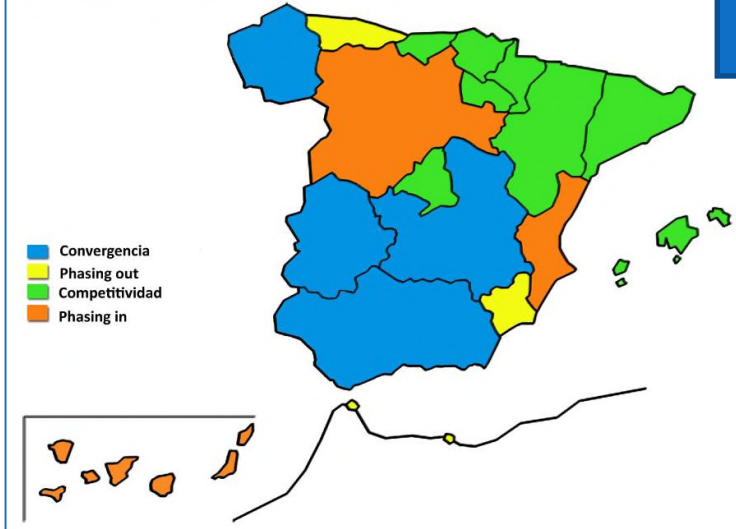 Convergencia
Phasing out
Competitividad
Phasing in